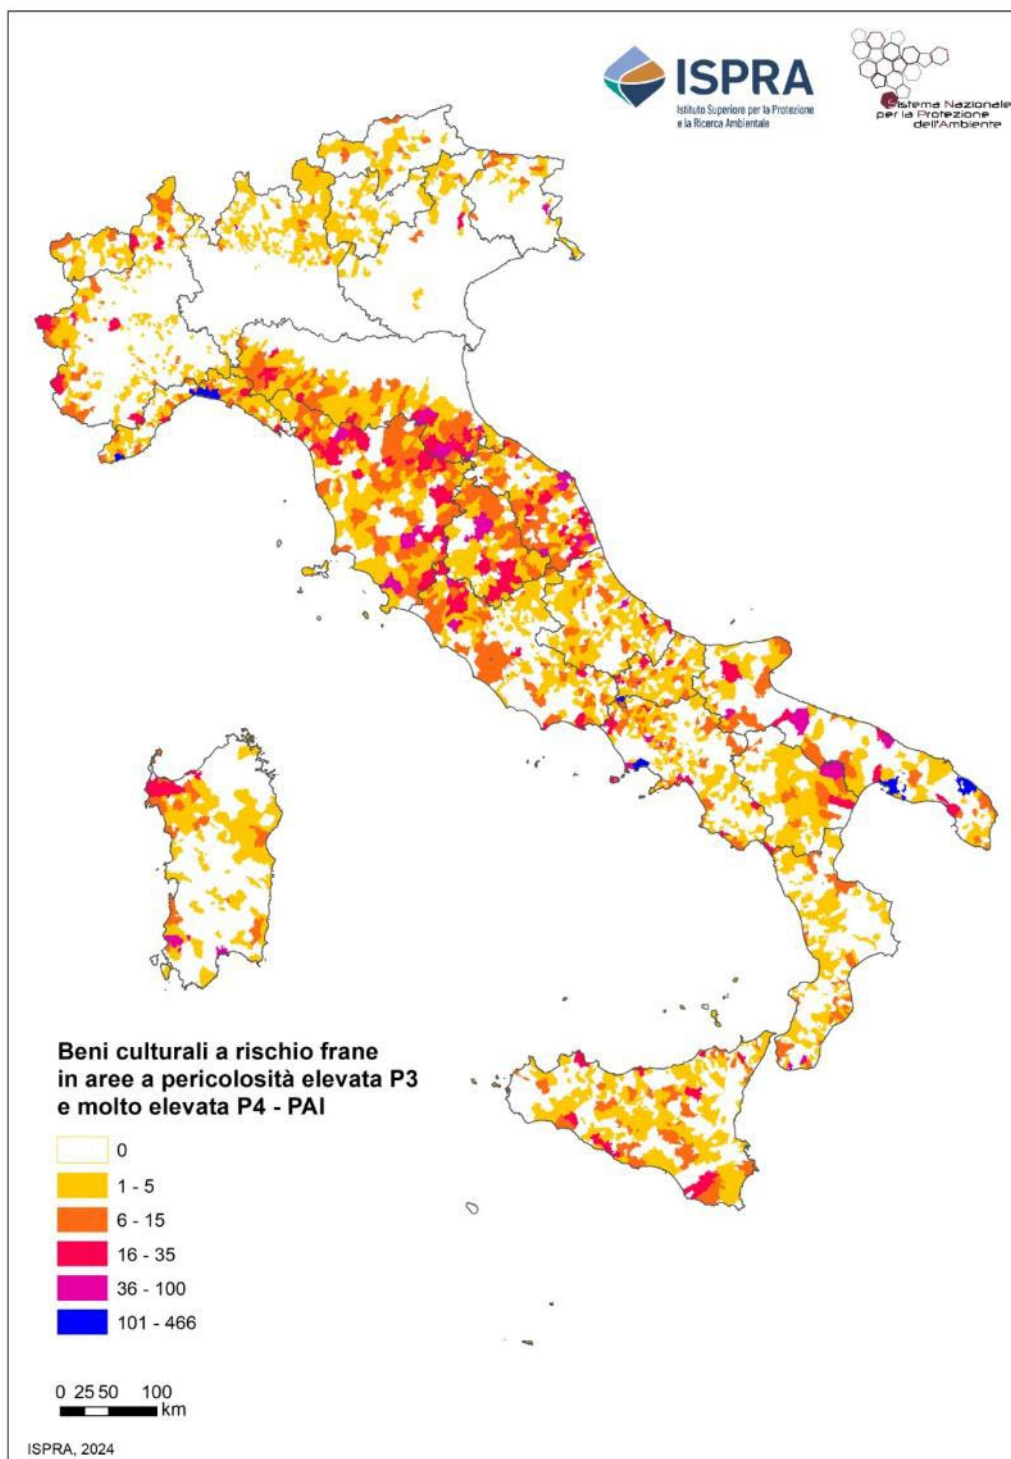 ISPRA
Istituto Superiore per la Protezione
e la Ricerca Ambientale
Sistema Nazionale
per la Protezione
dell'Ambiente
Beni culturali a rischio frane
in aree a pericolosità elevata P3
e molto elevata P4 - PAI
0
1 - 5
6 - 15
16 - 35
36 - 100
101 - 466
0 25 50 100
km
ISPRA, 2024